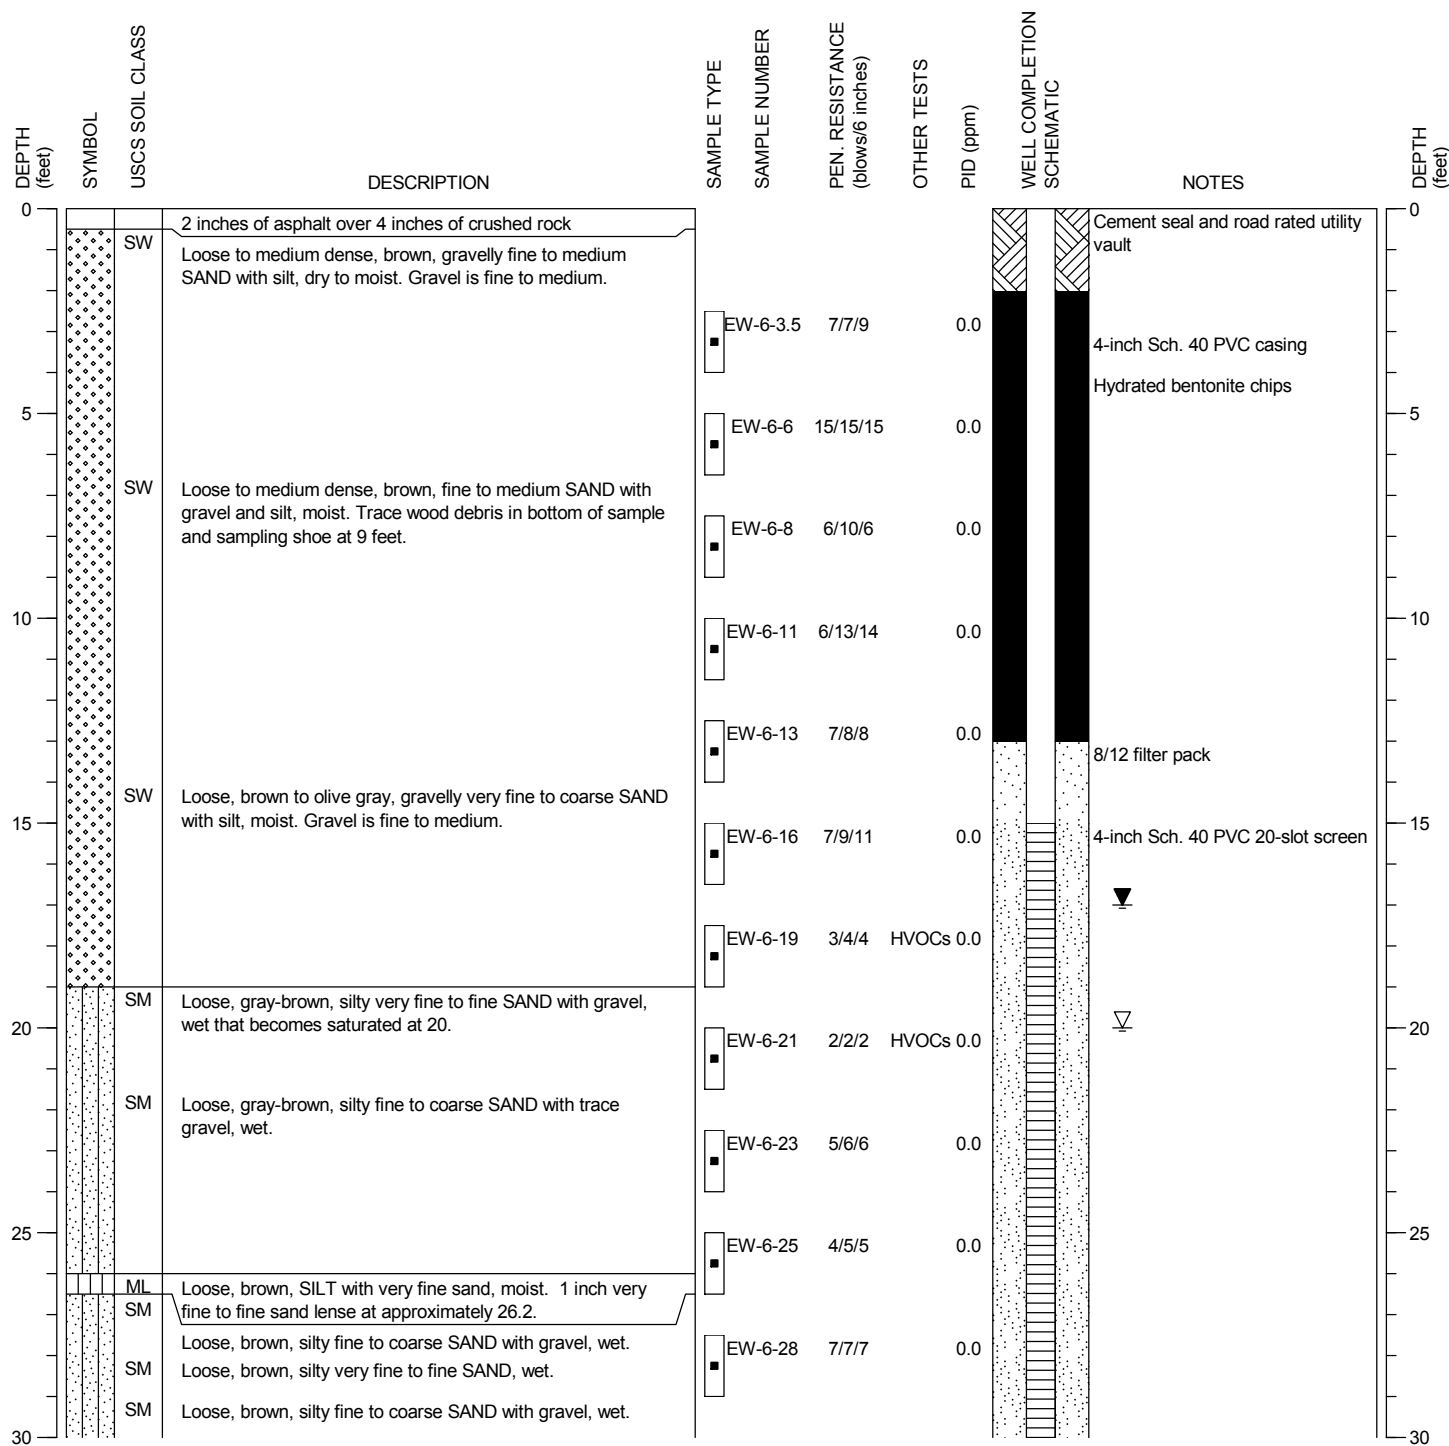 DEPTH
(feet)
SYMBOL
USCS SOIL CLASS
DESCRIPTION
SAMPLE TYPE
SAMPLE NUMBER
PEN. RESISTANCE
(blows/6 inches)
OTHER TESTS
PID (ppm)
WELL COMPLETION
SCHEMATIC
NOTES
DEPTH
(feet)
0
2 inches of asphalt over 4 inches of crushed rock
Cement seal and road rated utility
vault
0
SW
Loose to medium dense, brown, gravelly fine to medium
SAND with silt, dry to moist. Gravel is fine to medium.
EW-6-3.5 7/7/9 0.0
4-inch Sch. 40 PVC casing
Hydrated bentonite chips
5
EW-6-6 15/15/15 0.0
5
SW
Loose to medium dense, brown, fine to medium SAND with
gravel and silt, moist. Trace wood debris in bottom of sample
and sampling shoe at 9 feet.
EW-6-8 6/10/6 0.0
10
EW-6-11 6/13/14 0.0
10
EW-6-13 7/8/8 0.0
8/12 filter pack
SW
Loose, brown to olive gray, gravelly very fine to coarse SAND
with silt, moist. Gravel is fine to medium.
15
EW-6-16 7/9/11 0.0
4-inch Sch. 40 PVC 20-slot screen
15
EW-6-19 3/4/4 HVOCs 0.0
SM
Loose, gray-brown, silty very fine to fine SAND with gravel,
wet that becomes saturated at 20.
20
EW-6-21 2/2/2 HVOCs 0.0
20
SM
Loose, gray-brown, silty fine to coarse SAND with trace
gravel, wet.
EW-6-23 5/6/6 0.0
25
EW-6-25 4/5/5 0.0
25
ML
Loose, brown, SILT with very fine sand, moist. 1 inch very
fine to fine sand lense at approximately 26.2.
SM
Loose, brown, silty fine to coarse SAND with gravel, wet.
EW-6-28 7/7/7 0.0
SM
Loose, brown, silty very fine to fine SAND, wet.
SM
Loose, brown, silty fine to coarse SAND with gravel, wet.
30
30